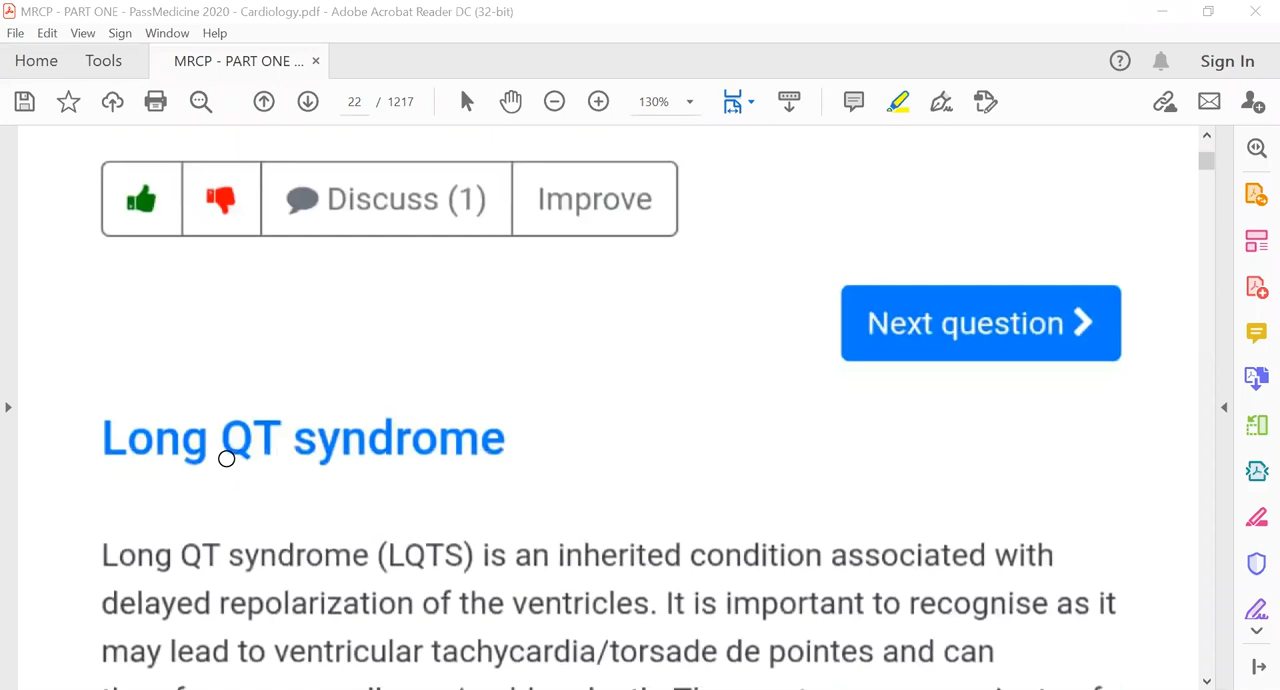 MRCP - PART ONE - PassMedicine 2020 - Cardiology.pdf - Adobe Acrobat Reader DC (32-bit)
File Edit View Sign Window Help
Home Tools MRCP - PART ONE ... × Sign In
22 / 1217 130%
Discuss (1) Improve
Next question
Long QT syndrome
Long QT syndrome (LQTS) is an inherited condition associated with
delayed repolarization of the ventricles. It is important to recognise as it
may lead to ventricular tachycardia/torsade de pointes and can